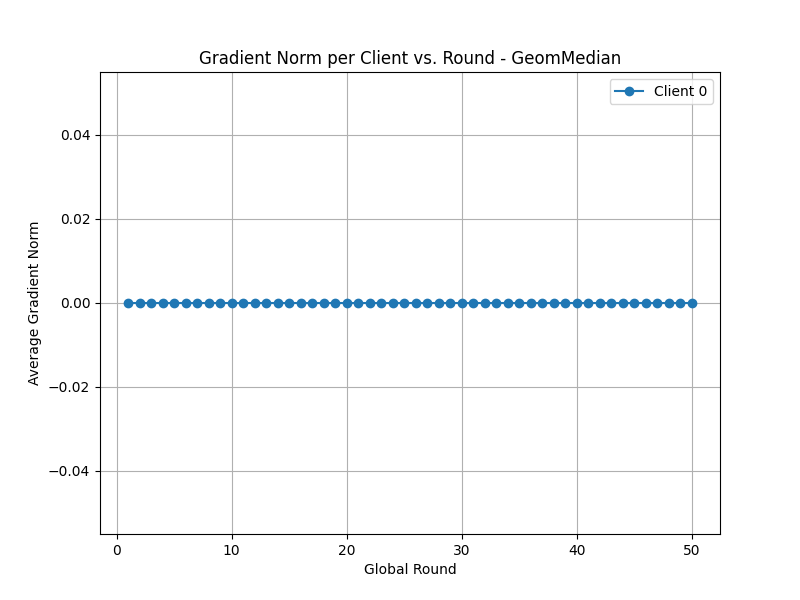 Gradient Norm per Client vs. Round - GeomMedian
Client 0
0.04
0.02
0.00
−0.02
−0.04
Average Gradient Norm
0 10 20 30 40 50
Global Round